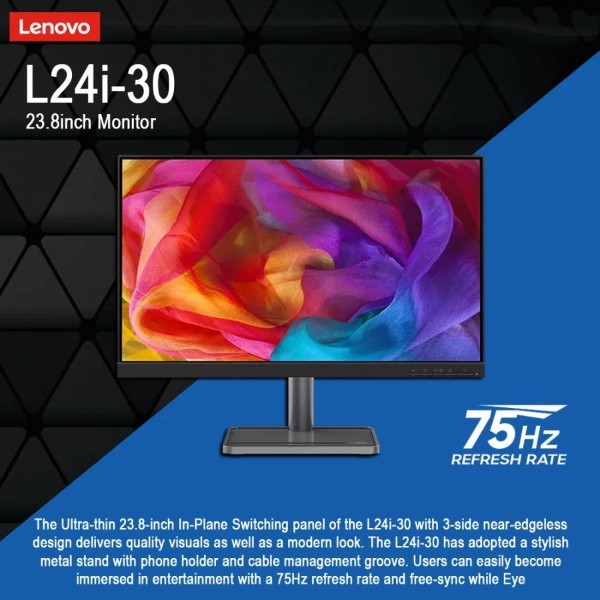 Lenovo
L24i-30
23.8inch Monitor
75Hz
REFRESH RATE
The Ultra-thin 23.8-inch In-Plane Switching panel of the L24i-30 with 3-side near-edgeless
design delivers quality visuals as well as a modern look. The L24i-30 has adopted a stylish
metal stand with phone holder and cable management groove. Users can easily become
immersed in entertainment with a 75Hz refresh rate and free-sync while Eye